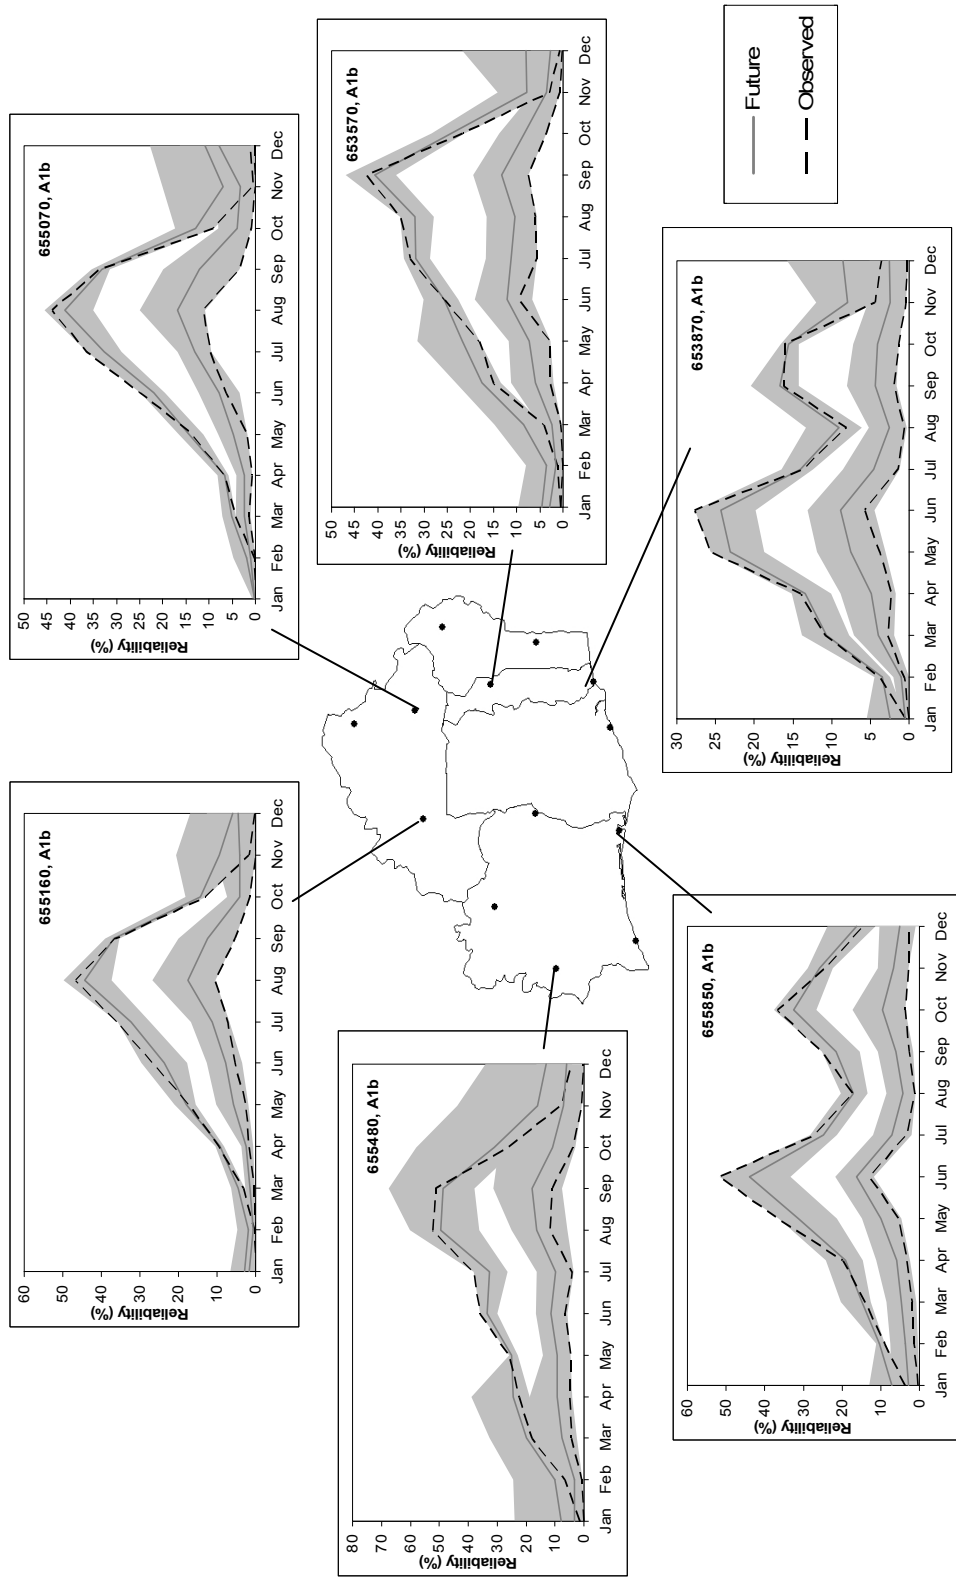 655160, A1b
Reliability (%)
60
50
40
30
20
10
0
Jan Feb Mar Apr May Jun Jul Aug Sep Oct Nov Dec
655070, A1b
Reliability (%)
50
45
40
35
30
25
20
15
10
5
0
Jan Feb Mar Apr May Jun Jul Aug Sep Oct Nov Dec
655480, A1b
Reliability (%)
80
70
60
50
40
30
20
10
0
Jan Feb Mar Apr May Jun Jul Aug Sep Oct Nov Dec
653570, A1b
Reliability (%)
50
45
40
35
30
25
20
15
10
5
0
Jan Feb Mar Apr May Jun Jul Aug Sep Oct Nov Dec
655850, A1b
Reliability (%)
60
50
40
30
20
10
0
Jan Feb Mar Apr May Jun Jul Aug Sep Oct Nov Dec
653870, A1b
Reliability (%)
30
25
20
15
10
5
0
Jan Feb Mar Apr May Jun Jul Aug Sep Oct Nov Dec
Future
Observed